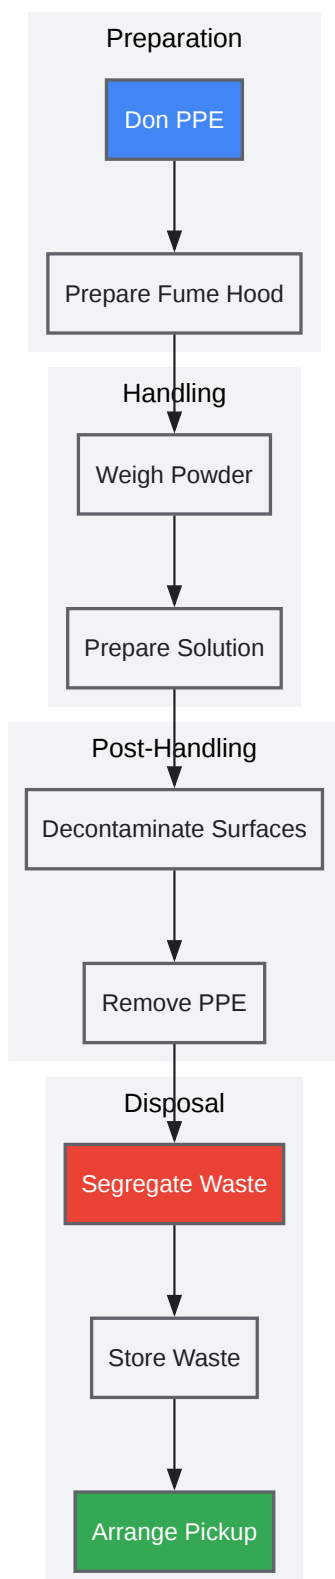 Preparation
Don PPE
Prepare Fume Hood
Handling
Weigh Powder
Prepare Solution
Post-Handling
Decontaminate Surfaces
Remove PPE
Disposal
Segregate Waste
Store Waste
Arrange Pickup